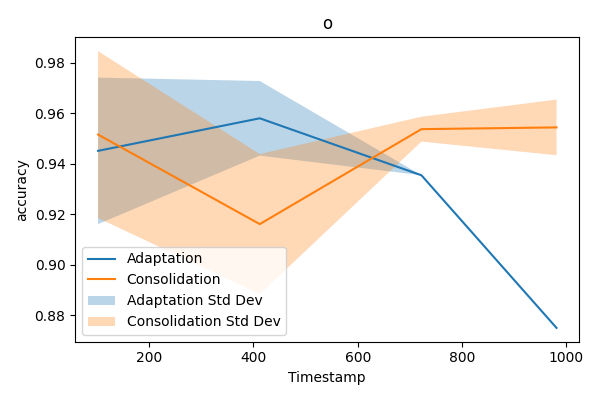 o
accuracy
0.98
0.96
0.94
0.92
0.90
0.88
Adaptation
Consolidation
Adaptation Std Dev
Consolidation Std Dev
200
400
600
800
1000
Timestamp